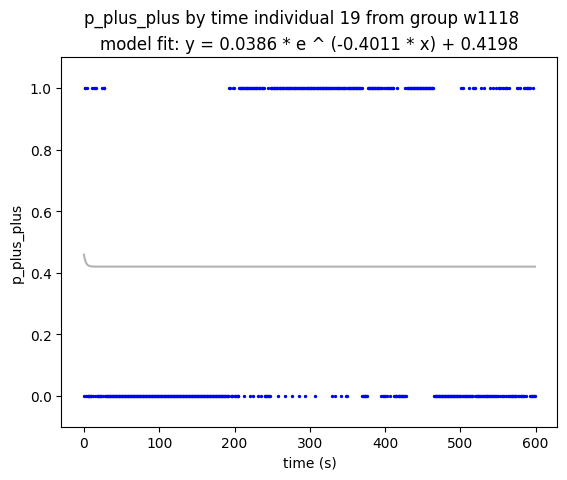 p_plus_plus by time individual 19 from group w1118
model fit: y = 0.0386 * e ^ (-0.4011 * x) + 0.4198
1.0
0.8
0.6
0.4
0.2
0.0
p_plus_plus
0 100 200 300 400 500 600
time (s)